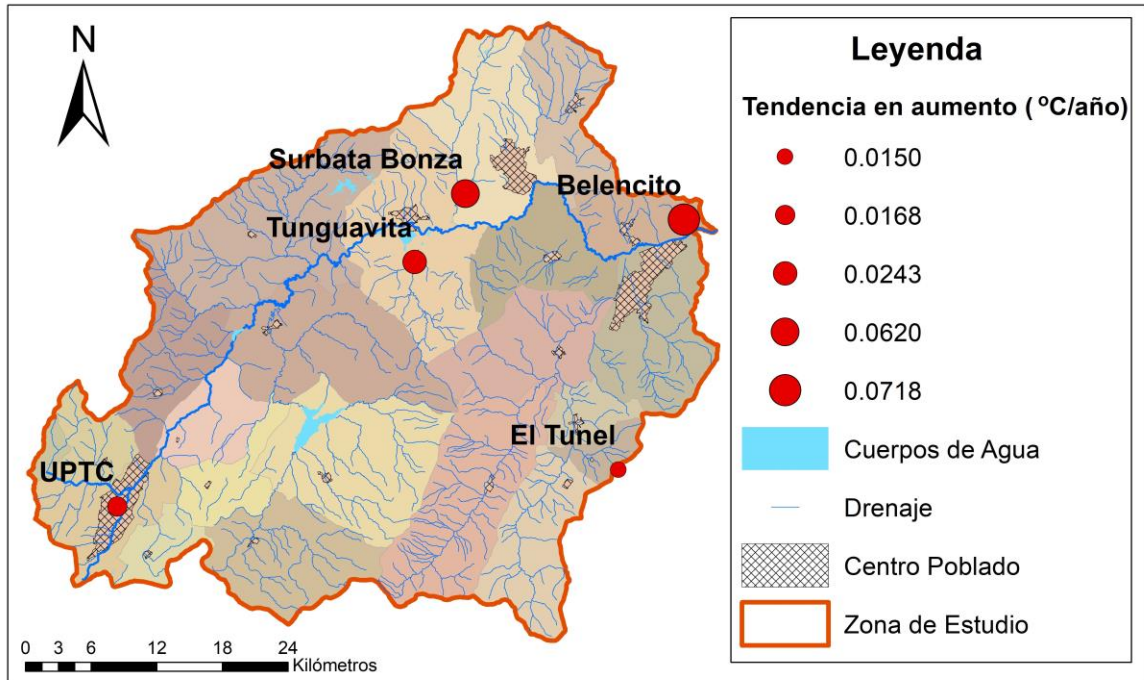 N
Surbata Bonza
Belencito
Tunguavita
El Tunel
UPTC
0 3 6 12 18 24
Kilómetros
Leyenda
Tendencia en aumento ( °C/año)
0.0150
0.0168
0.0243
0.0620
0.0718
Cuerpos de Agua
Drenaje
Centro Poblado
Zona de Estudio